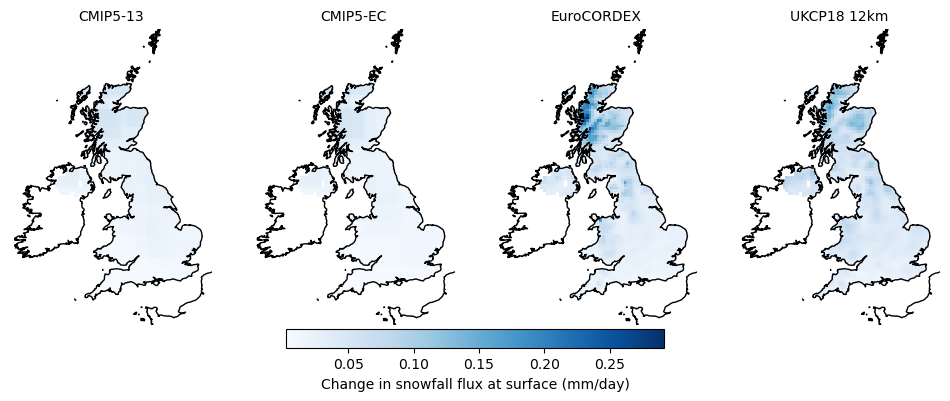 CMIP5-13 CMIP5-EC EuroCORDEX UKCP18 12km
0.05 0.10 0.15 0.20 0.25
Change in snowfall flux at surface (mm/day)